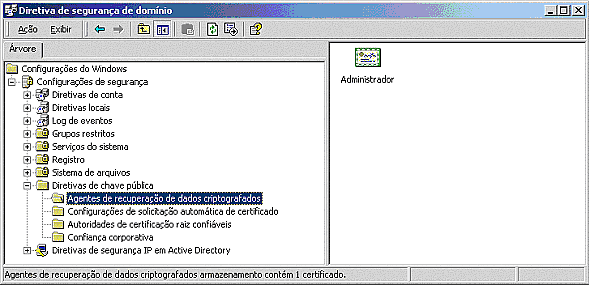 Diretiva de segurança de domínio
Ação Exibir
Árvore
Configurações do Windows
Configurações de segurança
Diretivas de conta
Diretivas locais
Log de eventos
Grupos restritos
Serviços do sistema
Registro
Sistema de arquivos
Diretivas de chave pública
Agentes de recuperação de dados criptografados
Configurações de solicitação automática de certificado
Autoridades de certificação raiz confiáveis
Confiança corporativa
Diretivas de segurança IP em Active Directory
Administrador
Agentes de recuperação de dados criptografados armazenamento contém 1 certificado.